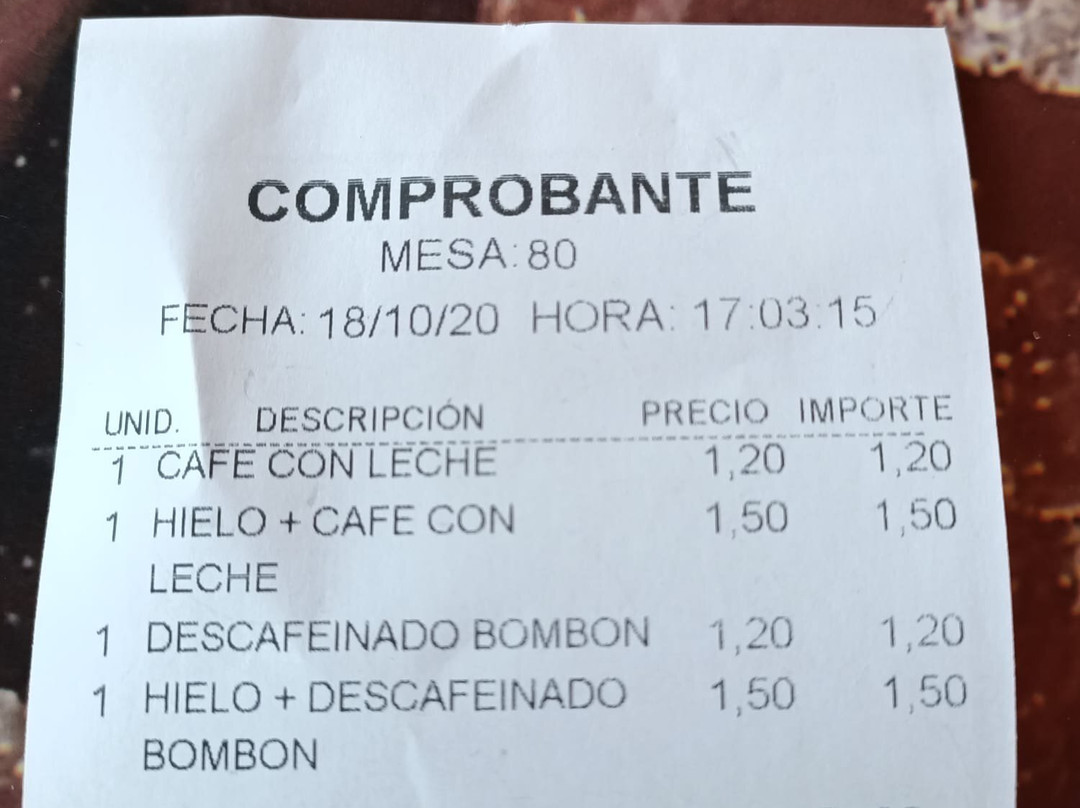 COMPROBANTE
MESA:80
FECHA: 18/10/20 HORA: 17:03:15
UNID. DESCRIPCIÓN PRECIO IMPORTE
1 CAFE CON LECHE 1,20 1,20
1 HIELO + CAFE CON 1,50 1,50
LECHE
1 DESCAFEINADO BOMBON 1,20 1,20
1 HIELO + DESCAFEINADO 1,50 1,50
BOMBON